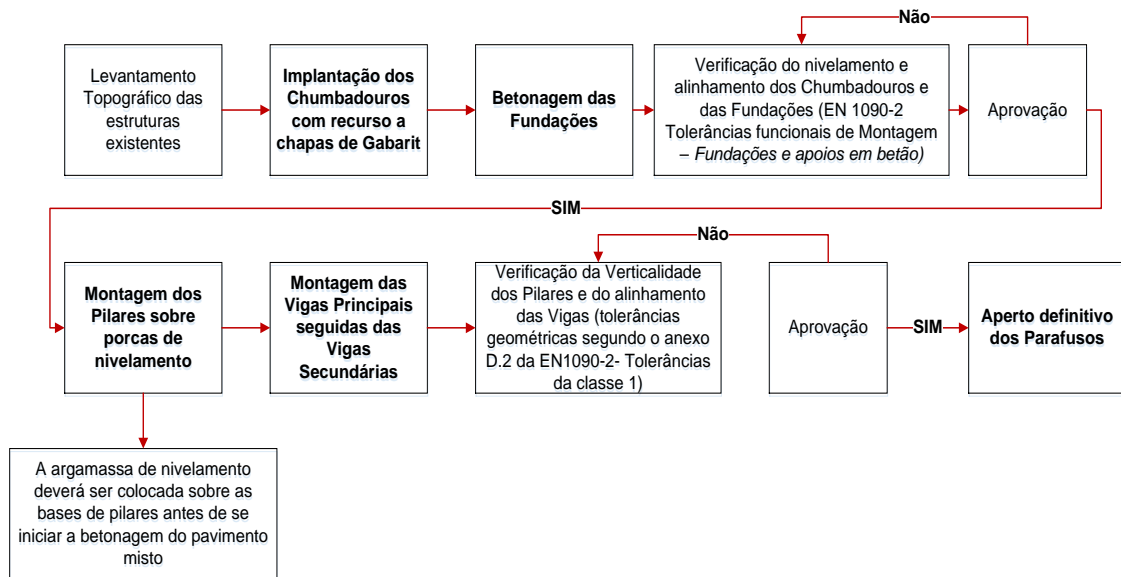 Não
Levantamento
Topográfico das
estruturas
existentes
Implantação dos
Chumbadouros
com recurso a
chapas de Gabarit
Betonagem das
Fundações
Verificação do nivelamento e
alinhamento dos Chumbadouros e
das Fundações (EN 1090-2
Tolerâncias funcionais de Montagem
– Fundações e apoios em betão)
Aprovação
SIM
Não
Montagem dos
Pilares sobre
porcas de
nivelamento
Montagem das
Vigas Principais
seguidas das
Vigas
Secundárias
Verificação da Verticalidade
dos Pilares e do alinhamento
das Vigas (tolerâncias
geométricas segundo o anexo
D.2 da EN1090-2- Tolerâncias
da classe 1)
Aprovação
SIM
Aperto definitivo
dos Parafusos
A argamassa de nivelamento
deverá ser colocada sobre as
bases de pilares antes de se
iniciar a betonagem do pavimento
misto